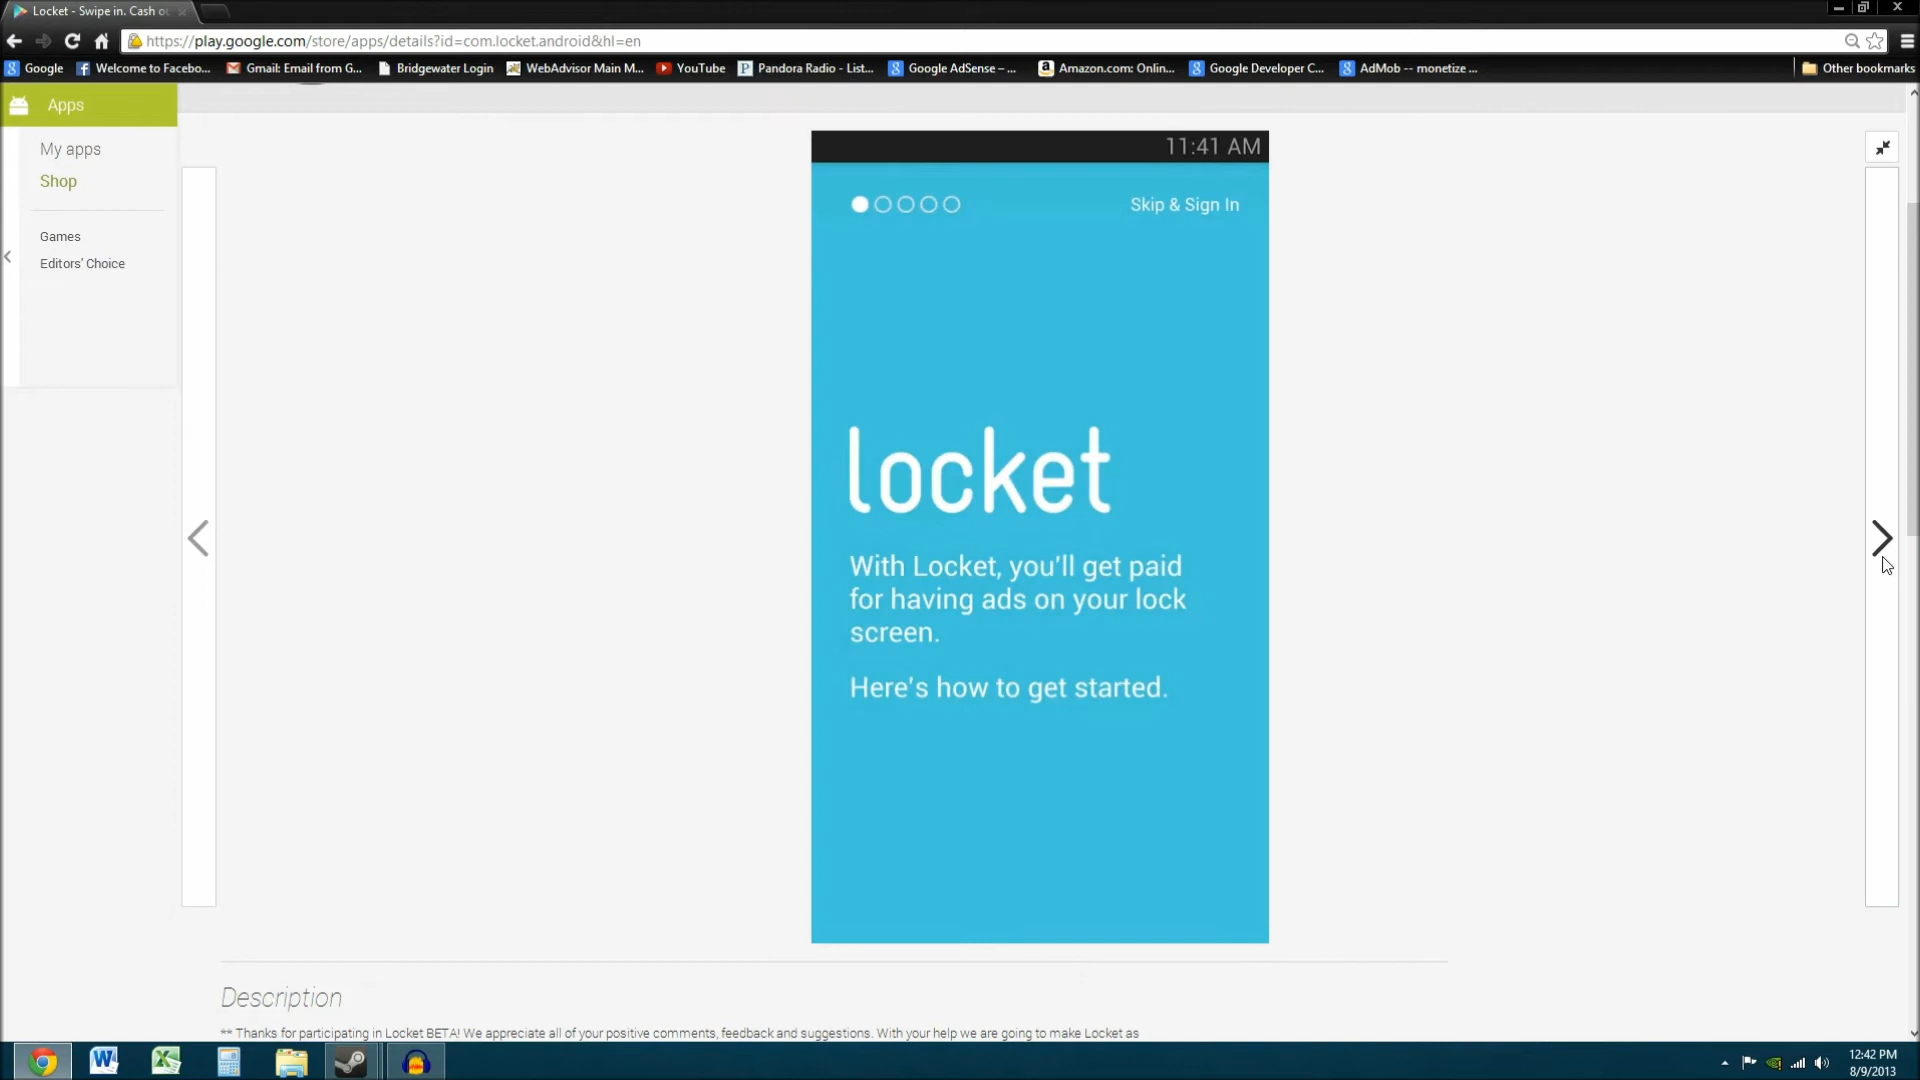 Locket - Swipe in. Cash o
https://play.google.com/store/apps/details?id=com.locket.android&hl=en
Google
Welcome to Facebo...
Gmail: Email from G...
Bridgewater Login
WebAdvisor Main M...
YouTube
Pandora Radio - List...
Google AdSense – ...
Amazon.com: Onlin...
Google Developer C...
AdMob -- monetize ...
Other bookmarks
Apps
My apps
Shop
Games
Editors' Choice
11:41 AM
Skip & Sign In
locket
With Locket, you'll get paid
for having ads on your lock
screen.
Here's how to get started.
Description
** Thanks for participating in Locket BETA! We appreciate all of your positive comments, feedback and suggestions. With your help we are going to make Locket as
12:42 PM
8/9/2013